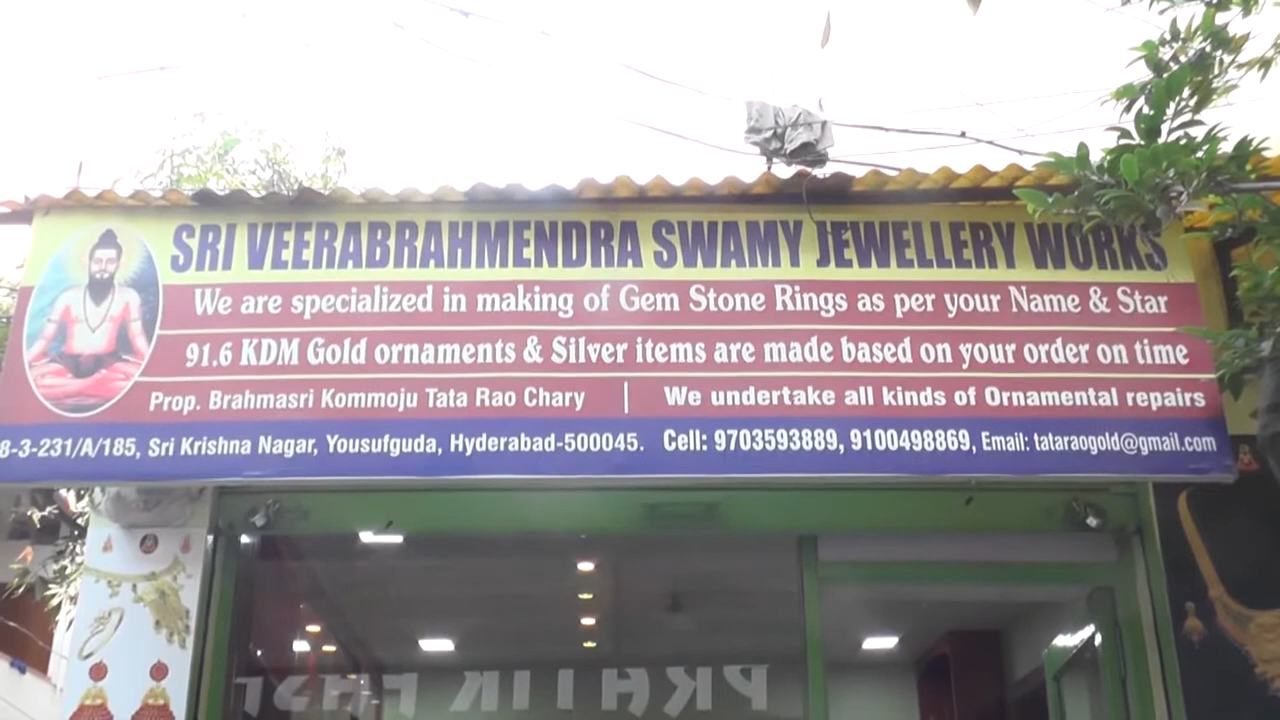 SRI VEERABRAHMENDRA SWAMY JEWELLERY WORKS
We are specialized in making of Gem Stone Rings as per your Name & Star
91.6 KDM Gold ornaments & Silver items are made based on your order on time
Prop. Brahmasri Kommoju Tata Rao Chary | We undertake all kinds of Ornamental repairs
8-3-231/A/185, Sri Krishna Nagar, Yousufguda, Hyderabad-500045. Cell: 9703593889, 9100498869, Email: tataraogold@gmail.com